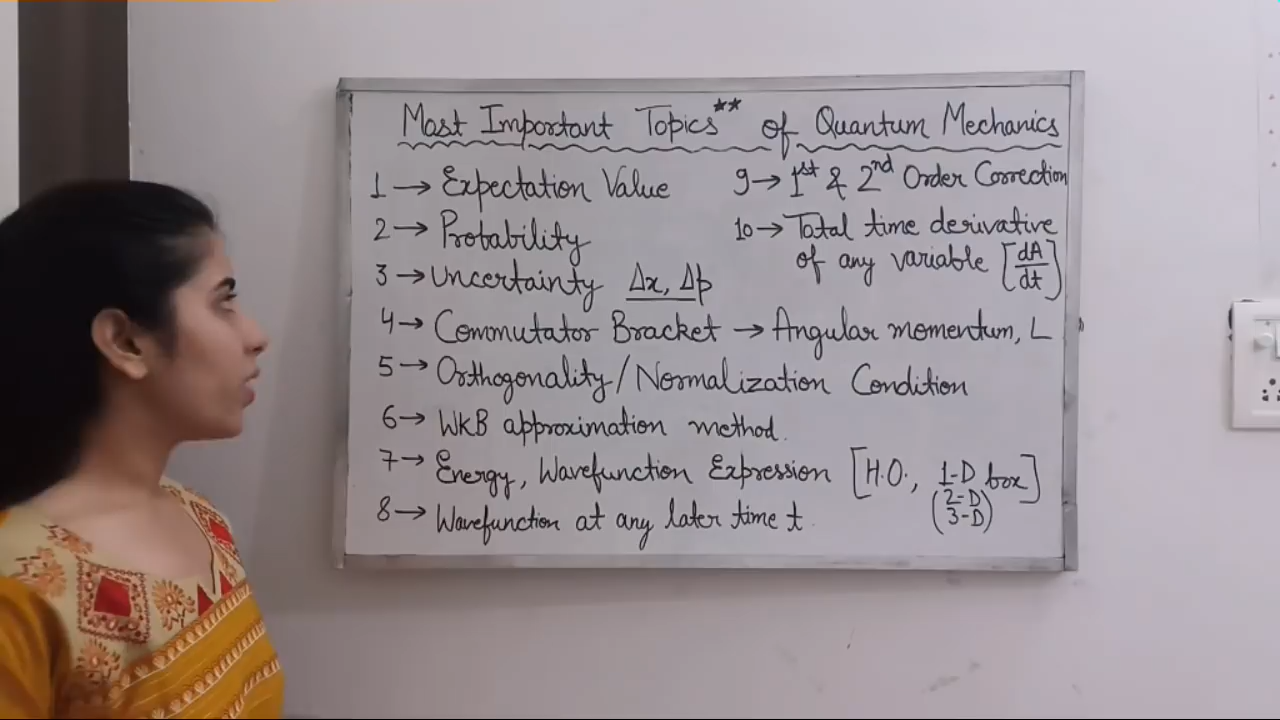 Most Important Topics** of Quantum Mechanics
1 → Expectation Value
2 → Probability
3 → Uncertainty Δx, Δp
4 → Commutator Bracket → Angular momentum, L
5 → Orthogonality/Normalization Condition
6 → WKB approximation method.
7 → Energy, Wavefunction Expression [H.O., 1-D box]
(2-D)
(3-D)
8 → Wavefunction at any later time t.
9 → 1st & 2nd Order Correction
10 → Total time derivative
of any variable [dA/dt]